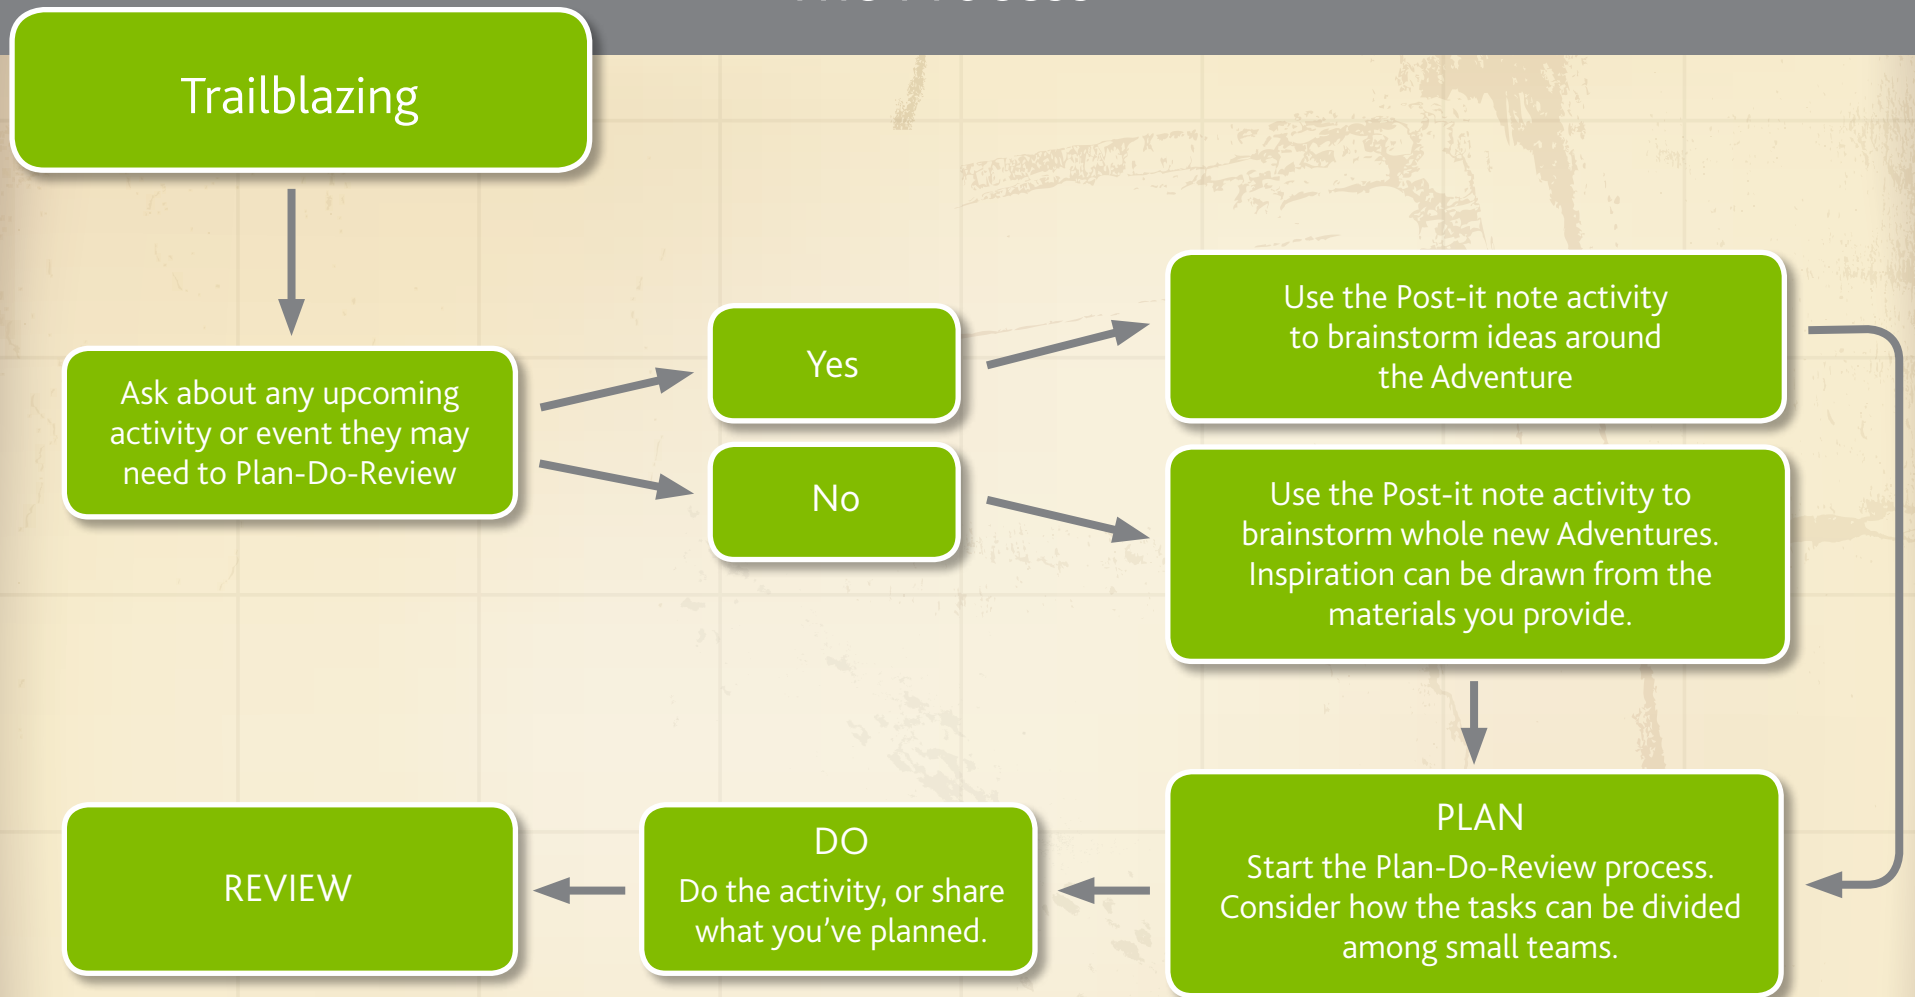 Trailblazing
Ask about any upcoming
activity or event they may
need to Plan-Do-Review
Yes
No
Use the Post-it note activity
to brainstorm ideas around
the Adventure
Use the Post-it note activity to
brainstorm whole new Adventures.
Inspiration can be drawn from the
materials you provide.
PLAN
Start the Plan-Do-Review process.
Consider how the tasks can be divided
among small teams.
DO
Do the activity, or share
what you've planned.
REVIEW